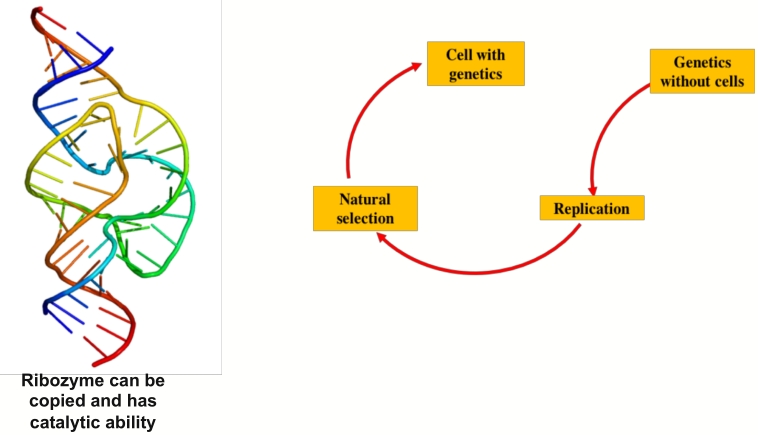 Cell with
genetics
Genetics
without cells
Natural
selection
Replication
Ribozyme can be
copied and has
catalytic ability